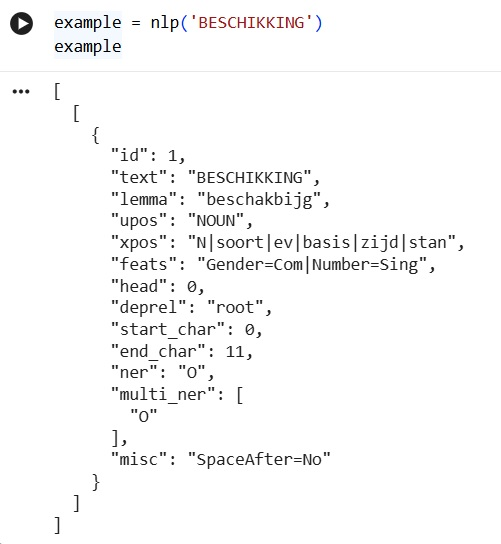 example = nlp('BESCHIKKING')
example
[
[
{
"id": 1,
"text": "BESCHIKKING",
"lemma": "beschakbijg",
"upos": "NOUN",
"xpos": "N|soort|ev|basis|zijd|stan",
"feats": "Gender=Com|Number=Sing",
"head": 0,
"deprel": "root",
"start_char": 0,
"end_char": 11,
"ner": "O",
"multi_ner": [
"O"
],
"misc": "SpaceAfter=No"
}
]
]